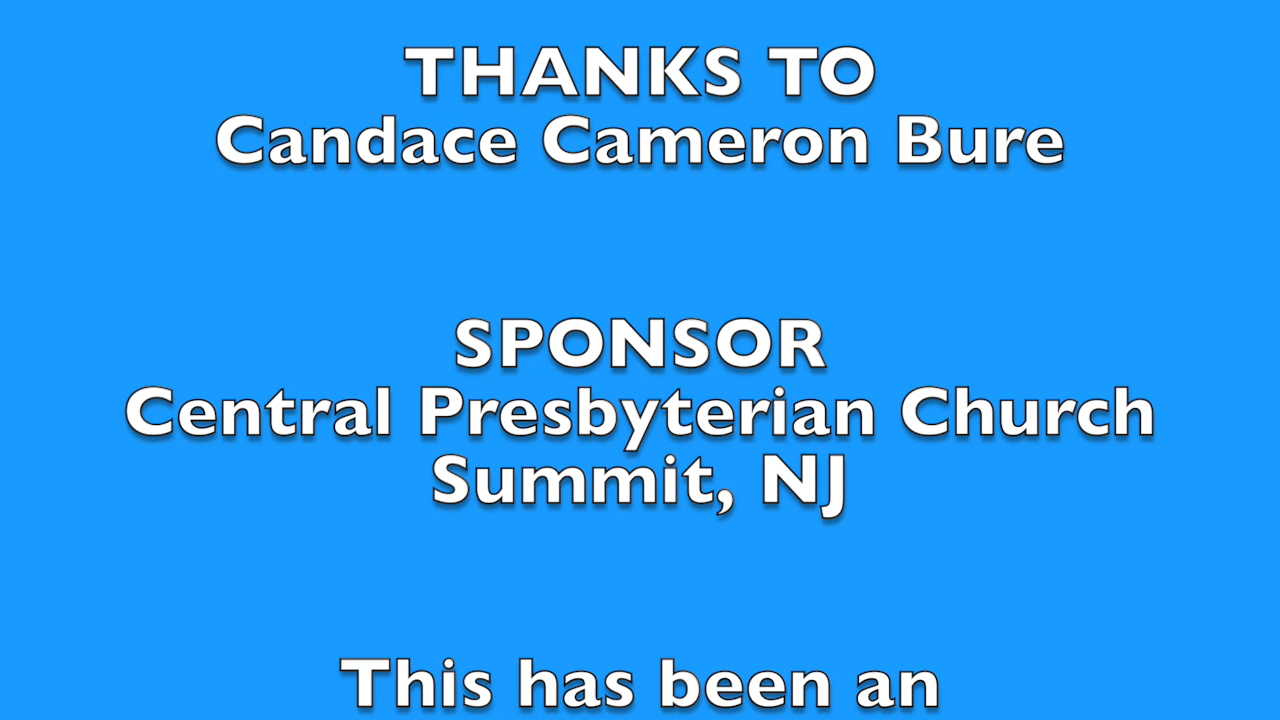 THANKS TO
Candace Cameron Bure
SPONSOR
Central Presbyterian Church
Summit, NJ
This has been an